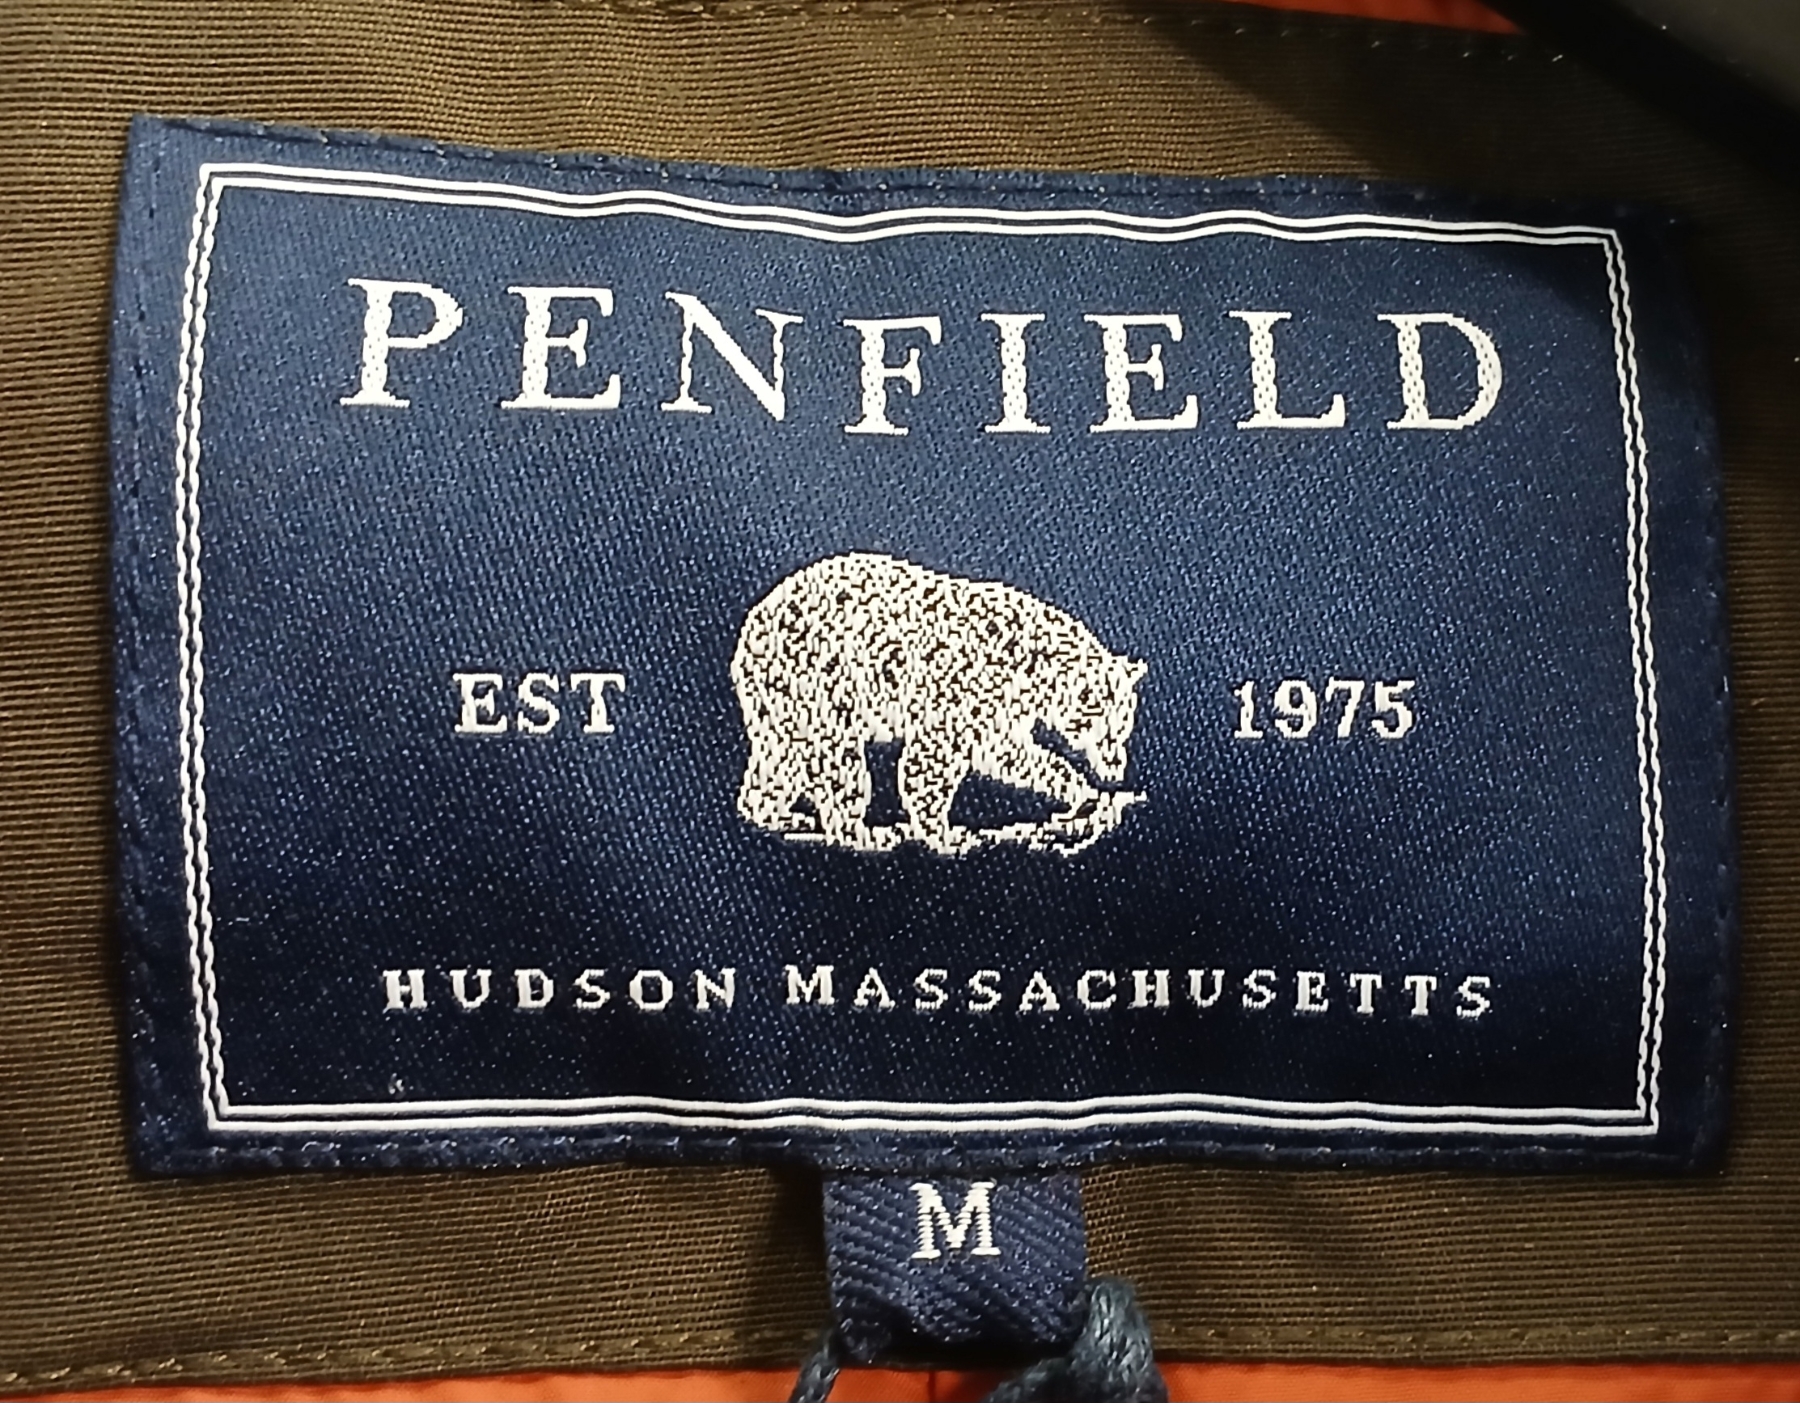 PENFIELD
EST 1975
HUDSON MASSACHUSETTS
M